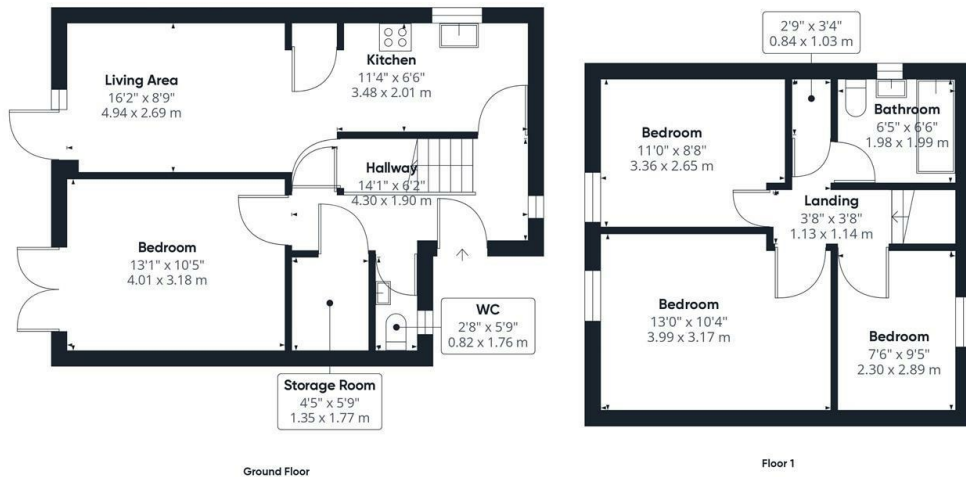 Living Area
16'2" x 8'9"
4.94 x 2.69 m
Kitchen
11'4" x 6'6"
3.48 x 2.01 m
Hallway
14'1" x 6'2"
4.30 x 1.90 m
Bedroom
13'1" x 10'5"
4.01 x 3.18 m
WC
2'8" x 5'9"
0.82 x 1.76 m
Storage Room
4'5" x 5'9"
1.35 x 1.77 m
Ground Floor
2'9" x 3'4"
0.84 x 1.03 m
Bedroom
11'0" x 8'8"
3.36 x 2.65 m
Bathroom
6'5" x 6'6"
1.98 x 1.99 m
Landing
3'8" x 3'8"
1.13 x 1.14 m
Bedroom
13'0" x 10'4"
3.99 x 3.17 m
Bedroom
7'6" x 9'5"
2.30 x 2.89 m
Floor 1